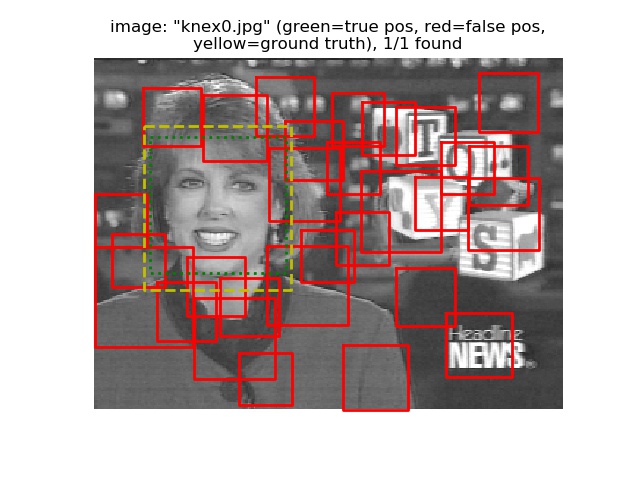 image: "knex0.jpg" (green=true pos, red=false pos,
yellow=ground truth), 1/1 found
T
O
Y
S
Headline
NEWS®